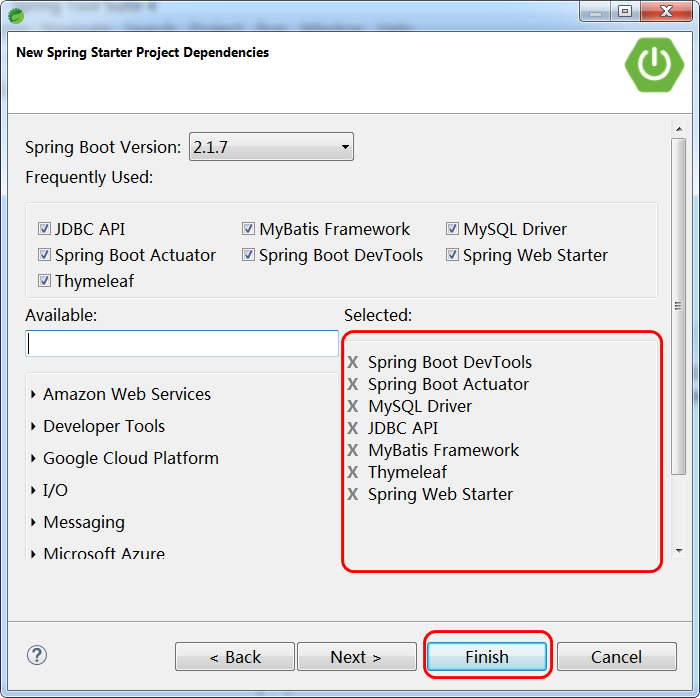 New Spring Starter Project Dependencies
Spring Boot Version: 2.1.7
Frequently Used:
JDBC API MyBatis Framework MySQL Driver
Spring Boot Actuator Spring Boot DevTools Spring Web Starter
Thymeleaf
Available: Selected:
X Spring Boot DevTools
X Spring Boot Actuator
Amazon Web Services
X MySQL Driver
Developer Tools
X JDBC API
X MyBatis Framework
Google Cloud Platform
X Thymeleaf
I/O
X Spring Web Starter
Messaging
Microsoft Azure
? < Back Next > Finish Cancel